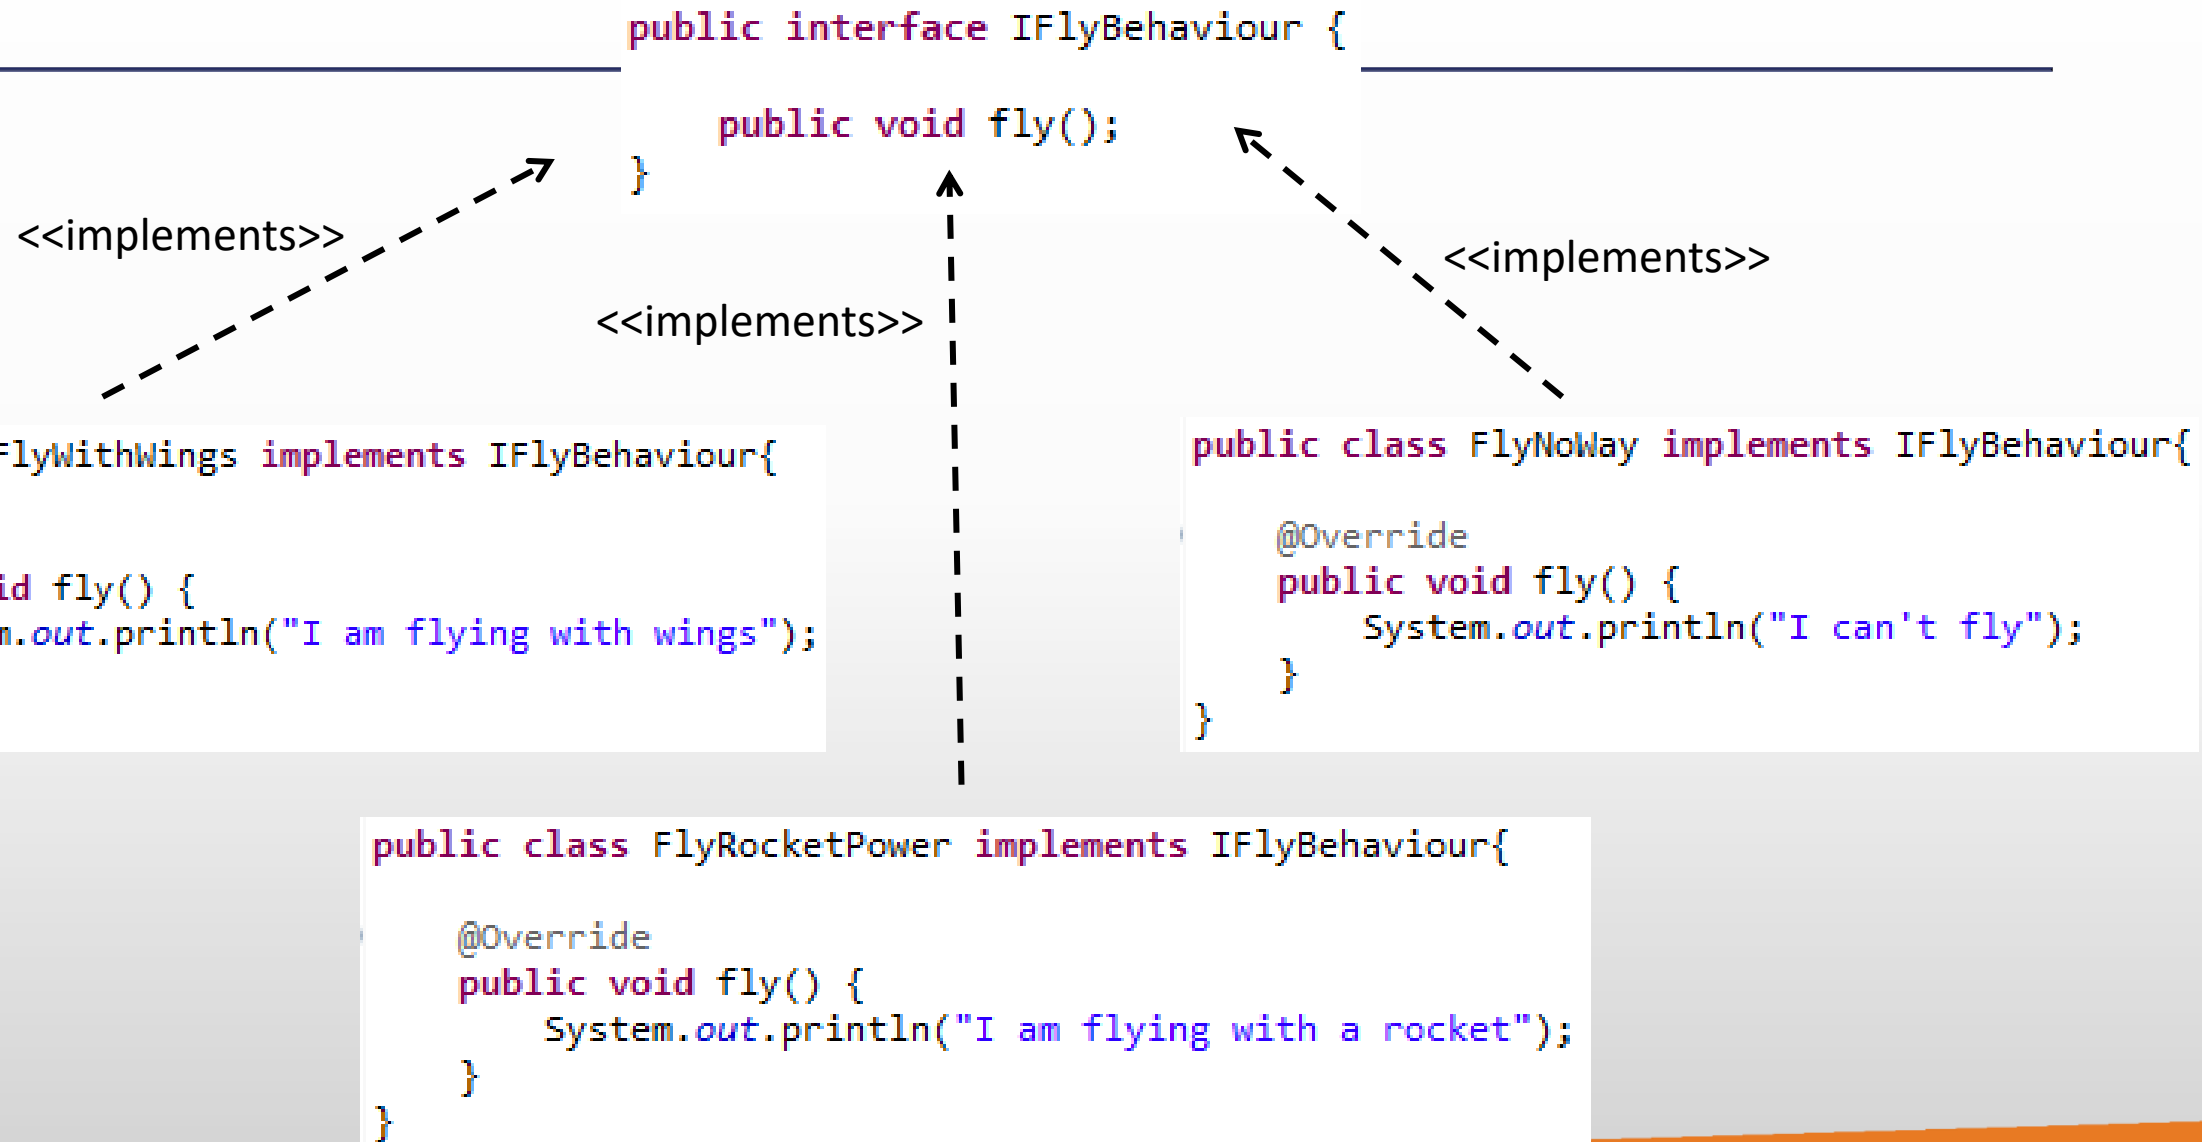 public interface IFlyBehaviour {
public void fly();
}
<<implements>>
<<implements>>
<<implements>>
FlyWithWings implements IFlyBehaviour{
id fly() {
m.out.println("I am flying with wings");
public class FlyNoWay implements IFlyBehaviour{
@Override
public void fly() {
System.out.println("I can't fly");
}
}
public class FlyRocketPower implements IFlyBehaviour{
@Override
public void fly() {
System.out.println("I am flying with a rocket");
}
}